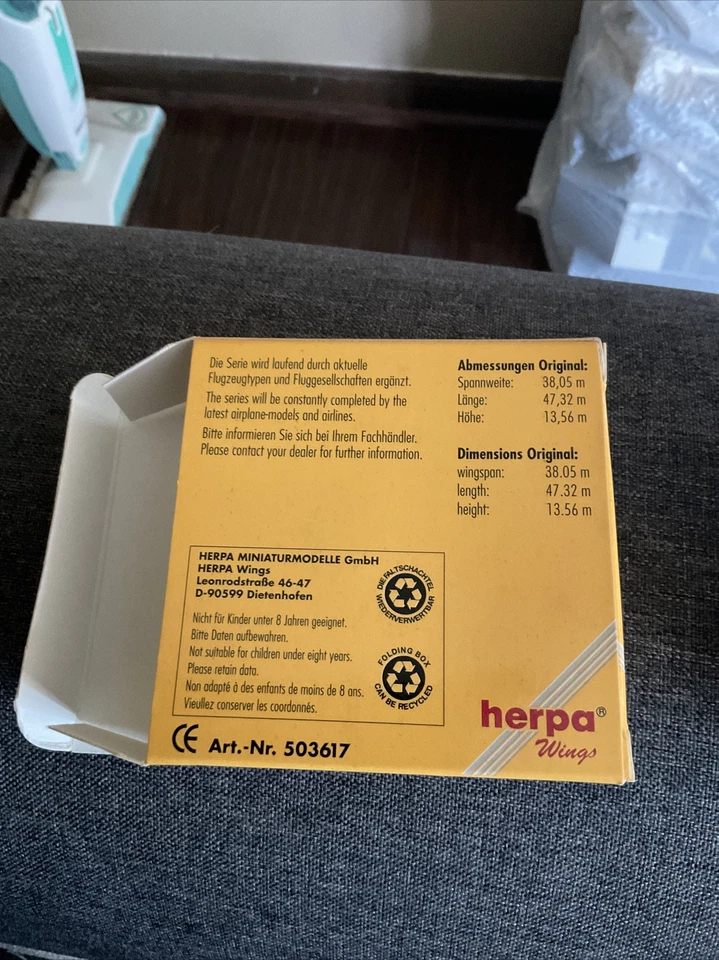 Die Serie wird laufend durch aktuelle
Flugzeugtypen und Fluggesellschaften ergänzt.
The series will be constantly completed by the
latest airplane-models and airlines.
Bitte informieren Sie sich bei Ihrem Fachhändler.
Please contact your dealer for further information.
Abmessungen Original:
Spannweite: 38,05 m
Länge: 47,32 m
Höhe: 13,56 m
Dimensions Original:
wingspan: 38.05 m
length: 47.32 m
height: 13.56 m
HERPA MINIATURMODELLE GmbH
HERPA Wings
Leonrodstraße 46-47
D-90599 Dietenhofen
Nicht für Kinder unter 8 Jahren geeignet.
Bitte Daten aufbewahren.
Not suitable for children under eight years.
Please retain data.
Non adapté à des enfants de moins de 8 ans.
Vieullez conserver les coordonnés.
DIE FALTSCHACHTEL
WIEDERVERWERTBAR
FOLDING BOX
CAN BE RECYCLED
CE Art.-Nr. 503617
herpa®
Wings